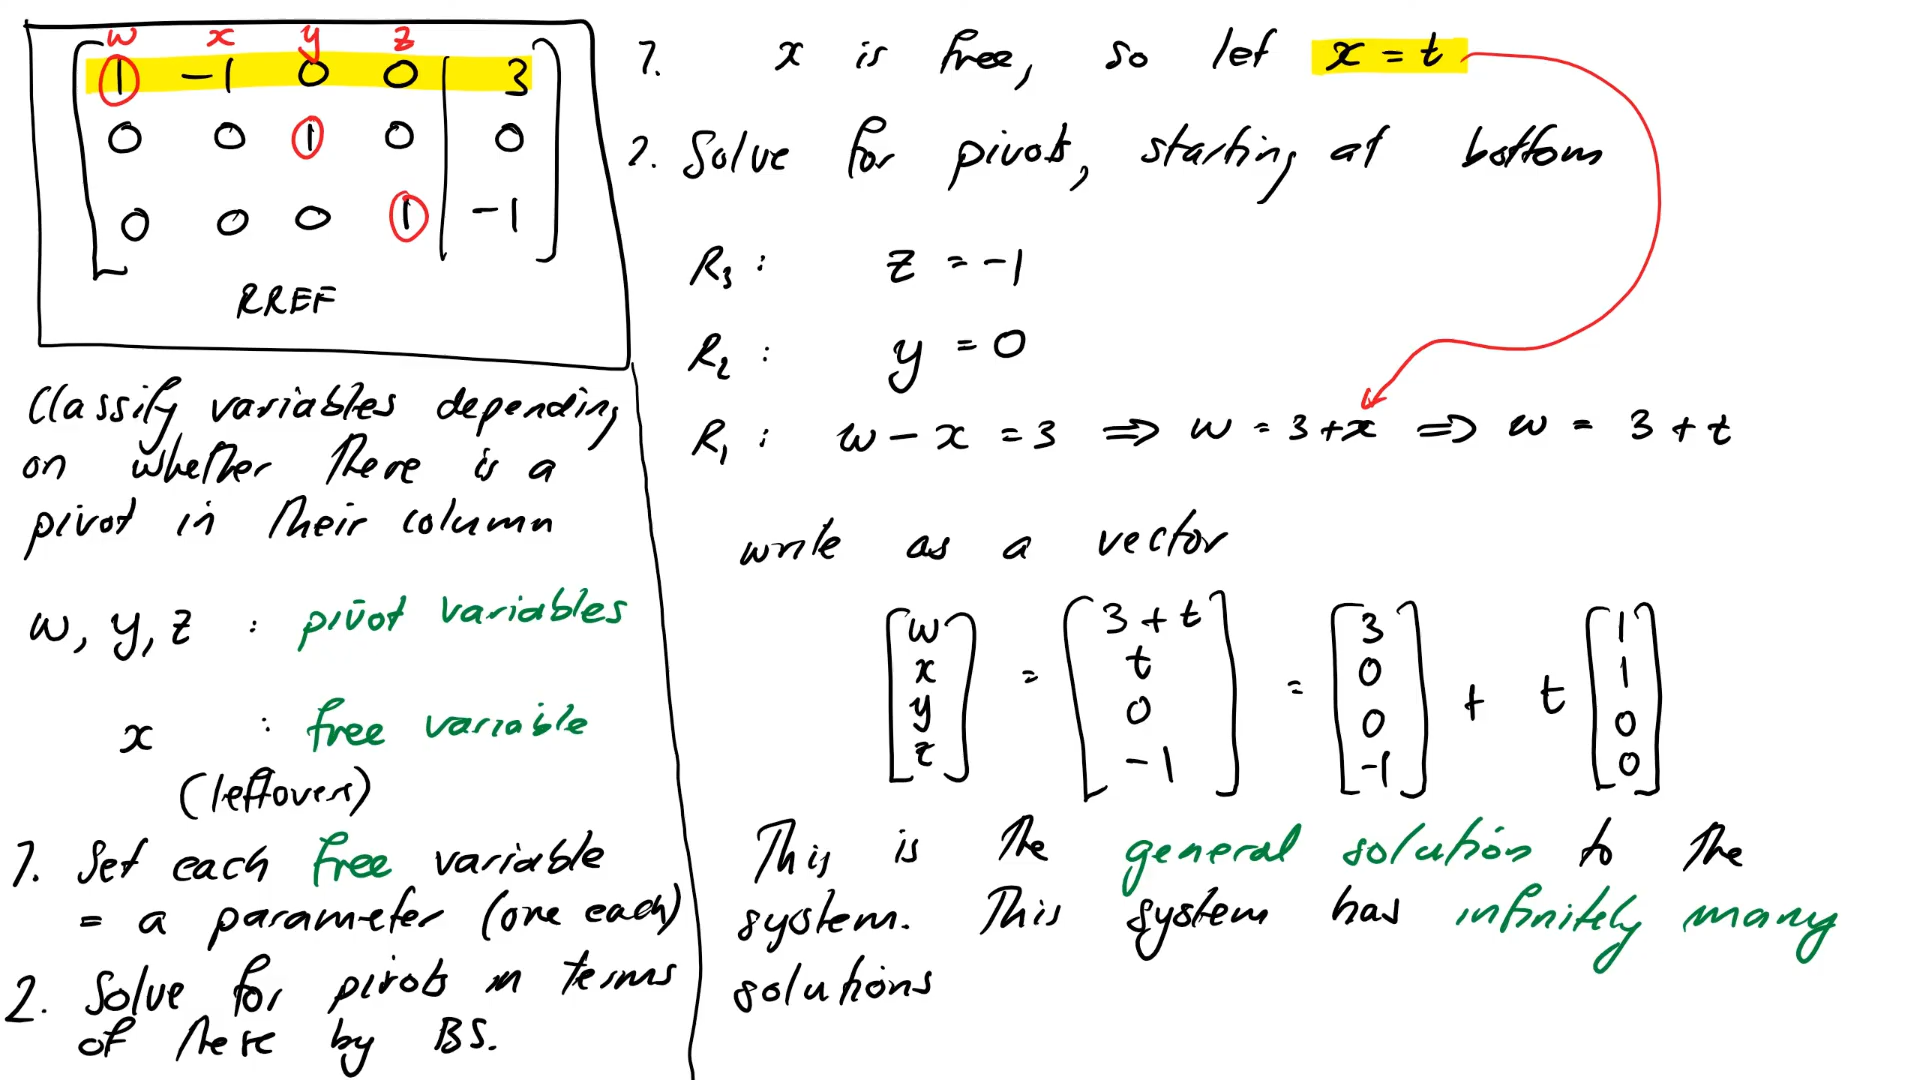 w x y z
1 -1 0 0 | 3
0 0 1 0 | 0
0 0 0 1 | -1
RREF
Classify variables depending
on whether there is a
pivot in their column
w, y, z : pivot variables
x : free variable
(leftovers)
1. Set each free variable
= a parameter (one each)
2. Solve for pivots in terms
of these by BS.
1. x is free, so let x = t
2. Solve for pivots, starting at bottom
R₃ : z = -1
R₂ : y = 0
R₁ : w - x = 3 ⟹ w = 3 + x ⟹ w = 3 + t
write as a vector
[w x y z] = [3 + t t 0 -1] = [3 0 0 -1] + t [1 1 0 0]
This is the general solution to the
system. This system has infinitely many
solutions